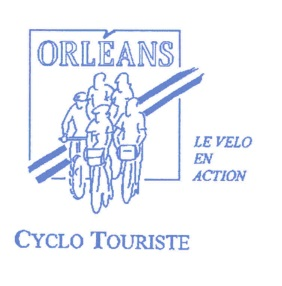 ORLÉANS
LE VELO
EN
ACTION
CYCLO TOURISTE